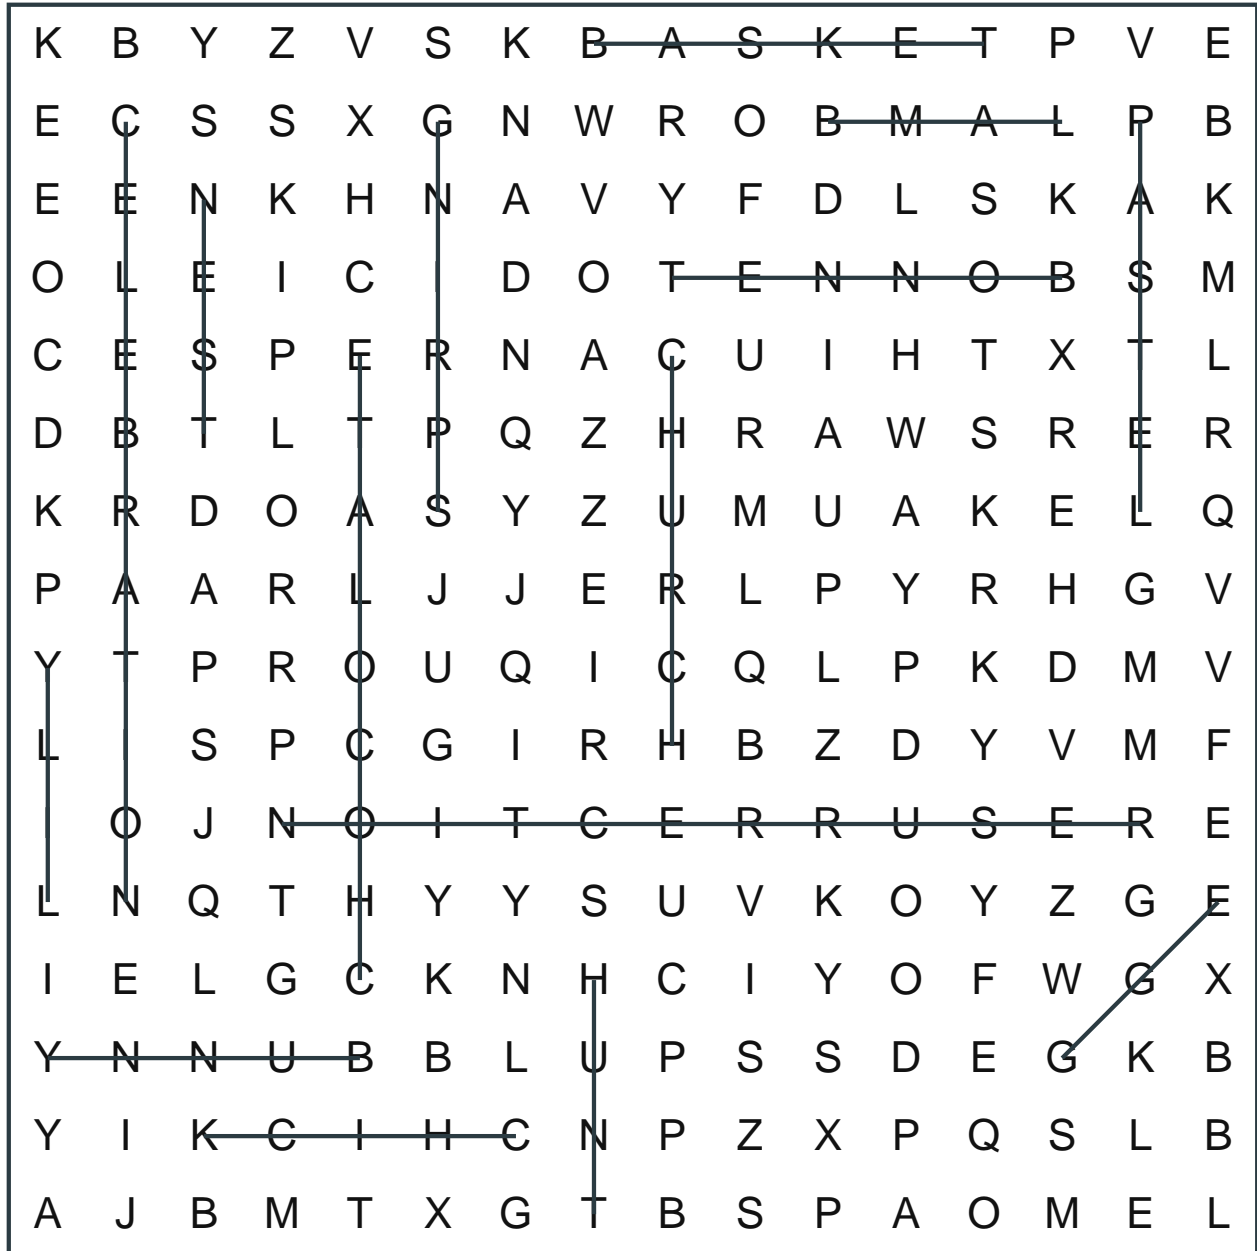 K B Y Z V S K B A S K E T P V E
E C S S X G N W R O B M A L P B
E E N K H N A V Y F D L S K A K
O L E I C I D O T E N N O B S M
C E S P E R N A C U I H T X T L
D B T L T P Q Z H R A W S R E R
K R D O A S Y Z U M U A K E L Q
P A A R L J J E R L P Y R H G V
Y T P R O U Q I C Q L P K D M V
L I S P C G I R H B Z D Y V M F
I O J N O I T C E R R U S E R E
L N Q T H Y Y S U V K O Y Z G E
I E L G C K N H C I Y O F W G X
Y N N U B B L U P S S D E G K B
Y I K C I H C N P Z X P Q S L B
A J B M T X G T B S P A O M E L